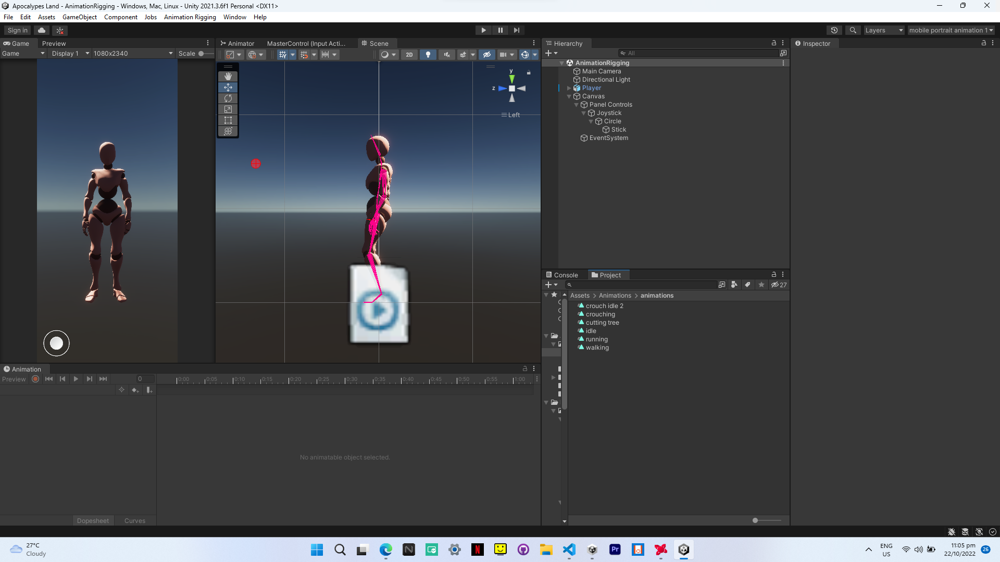 Apocalypes Land - AnimationRigging - Windows, Mac, Linux - Unity 2021.3.6f1 Personal <DX11>
File Edit Assets GameObject Component Jobs Animation Rigging Window Help
Sign in
Layers
mobile portrait animation 1
Game Preview
Game Display 1 1080x2340 Scale
Animator MasterControl (Input Acti... Scene
2D
y
z
Left
Hierarchy
All
AnimationRigging
Main Camera
Directional Light
Player
Canvas
Panel Controls
Joystick
Circle
Stick
EventSystem
Inspector
Console Project
27
Assets > Animations > animations
crouch idle 2
crouching
cutting tree
idle
running
walking
Animation
Preview 0 0:00 0:05 0:10 0:15 0:20 0:25 0:30 0:35 0:40 0:45 0:50 0:55 1:00
No animatable object selected.
Dopesheet Curves
27°C
Cloudy
N
N
Pr
ENG
US
11:05 pm
22/10/2022
26